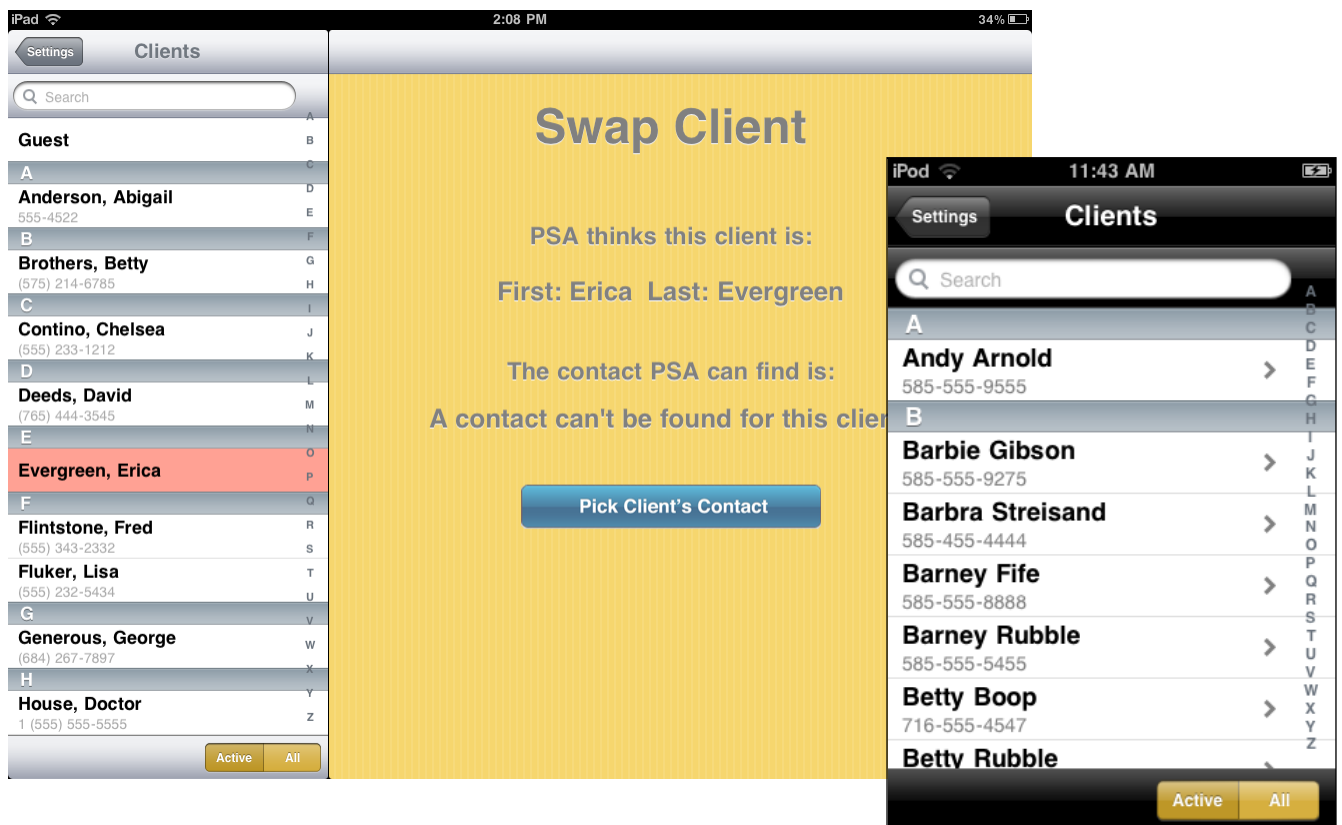 iPad 2:08 PM 34%
Settings Clients
Search
Guest
A
Anderson, Abigail
555-4522
B
Brothers, Betty
(575) 214-6785
C
Contino, Chelsea
(555) 233-1212
D
Deeds, David
(765) 444-3545
E
Evergreen, Erica
F
Flintstone, Fred
(555) 343-2332
Fluker, Lisa
(555) 232-5434
G
Generous, George
(684) 267-7897
H
House, Doctor
1 (555) 555-5555
Active All
A
B
C
D
E
F
G
H
I
J
K
L
M
N
O
P
Q
R
S
T
U
V
W
X
Y
Z
Swap Client
PSA thinks this client is:
First: Erica Last: Evergreen
The contact PSA can find is:
A contact can't be found for this clien
Pick Client's Contact
iPod 11:43 AM
Settings Clients
Search
A
Andy Arnold
585-555-9555
B
Barbie Gibson
585-555-9275
Barbra Streisand
585-455-4444
Barney Fife
585-555-8888
Barney Rubble
585-555-5455
Betty Boop
716-555-4547
Betty Rubble
Active All
A
B
C
D
E
F
G
H
I
J
K
L
M
N
O
P
Q
R
S
T
U
V
W
X
Y
Z